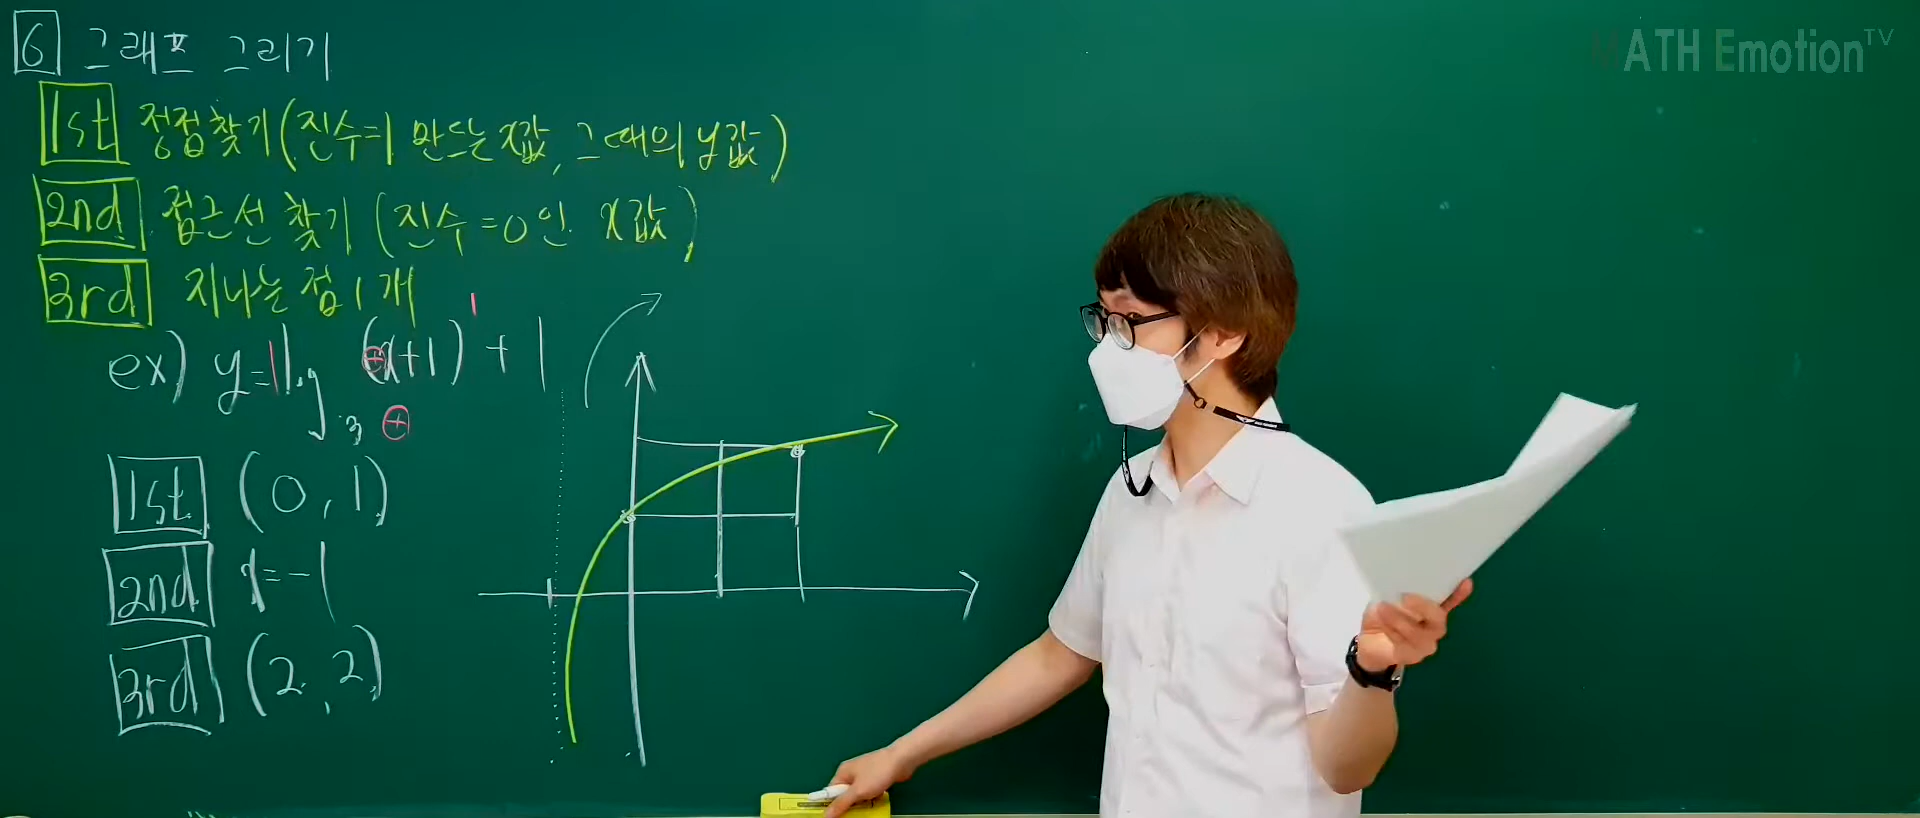 6 그래프 그리기
MATH Emotion TV
1st 정점찾기 (진수=1 만드는 x값, 그때의 y값)
2nd 점근선 찾기 (진수=0인 x값)
3rd 지나는 점 1개
ex) y=1log₃(x+1)¹+1
⊕ ⊕
1st (0, 1)
2nd x=-1
3rd (2, 2)